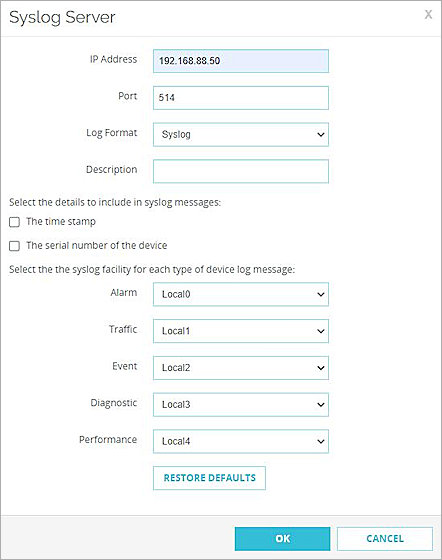 Syslog Server X
IP Address 192.168.88.50
Port 514
Log Format Syslog
Description
Select the details to include in syslog messages:
The time stamp
The serial number of the device
Select the the syslog facility for each type of device log message:
Alarm Local0
Traffic Local1
Event Local2
Diagnostic Local3
Performance Local4
RESTORE DEFAULTS
OK CANCEL